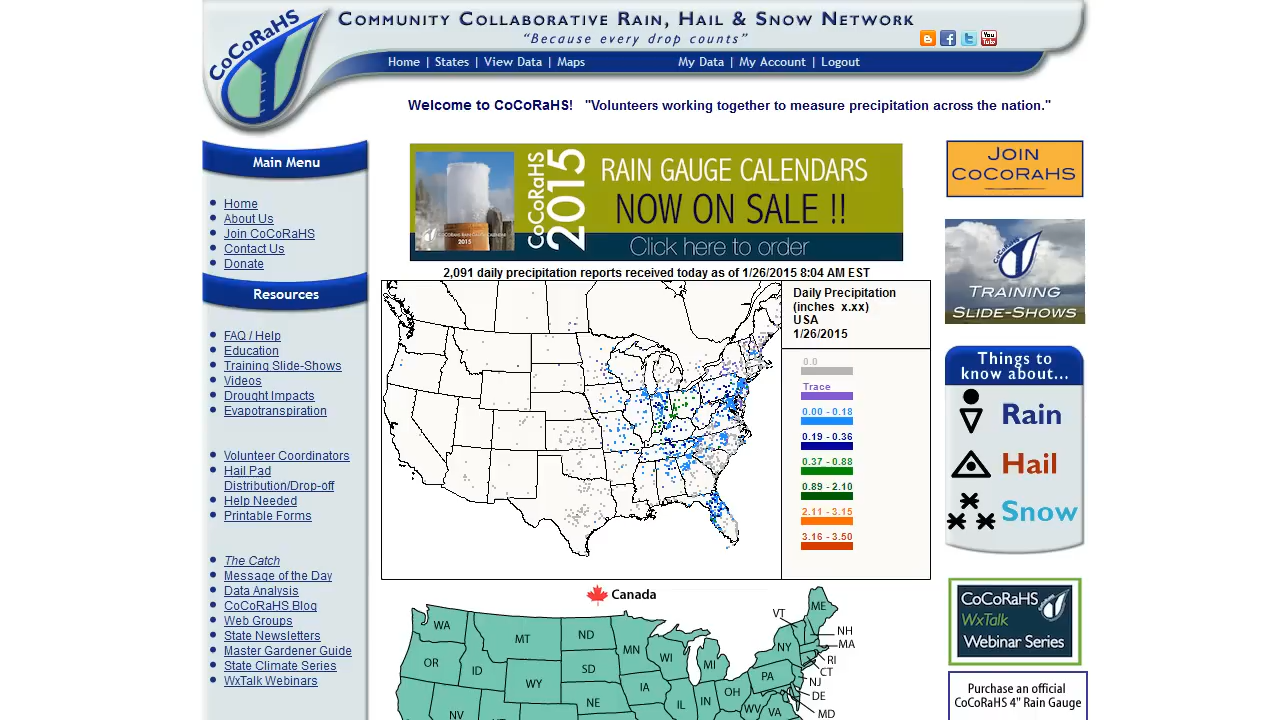 CoCoRaHS
COMMUNITY COLLABORATIVE RAIN, HAIL & SNOW NETWORK
"Because every drop counts"
Home | States | View Data | Maps
My Data | My Account | Logout
Welcome to CoCoRaHS! "Volunteers working together to measure precipitation across the nation."
Main Menu
Home
About Us
Join CoCoRaHS
Contact Us
Donate
Resources
FAQ / Help
Education
Training Slide-Shows
Videos
Drought Impacts
Evapotranspiration
Volunteer Coordinators
Hail Pad
Distribution/Drop-off
Help Needed
Printable Forms
The Catch
Message of the Day
Data Analysis
CoCoRaHS Blog
Web Groups
State Newsletters
Master Gardener Guide
State Climate Series
WxTalk Webinars
CoCoRaHS
2015
RAIN GAUGE CALENDARS
NOW ON SALE !!
Click here to order
2015
2,091 daily precipitation reports received today as of 1/26/2015 8:04 AM EST
Daily Precipitation
(inches x.xx)
USA
1/26/2015
0.0
Trace
0.00 - 0.18
0.19 - 0.36
0.37 - 0.88
0.89 - 2.10
2.11 - 3.15
3.16 - 3.50
Canada
WA
MT
ND
MN
WI
MI
VT
ME
NH
MA
NY
RI
CT
OR
ID
WY
SD
IA
PA
NJ
DE
NV
NE
IL
IN
OH
WV
VA
MD
JOIN
COCORAHS
TRAINING
SLIDE-SHOWS
Things to
know about...
Rain
Hail
Snow
CoCoRaHS
WxTalk
Webinar Series
Purchase an official
CoCoRaHS 4" Rain Gauge